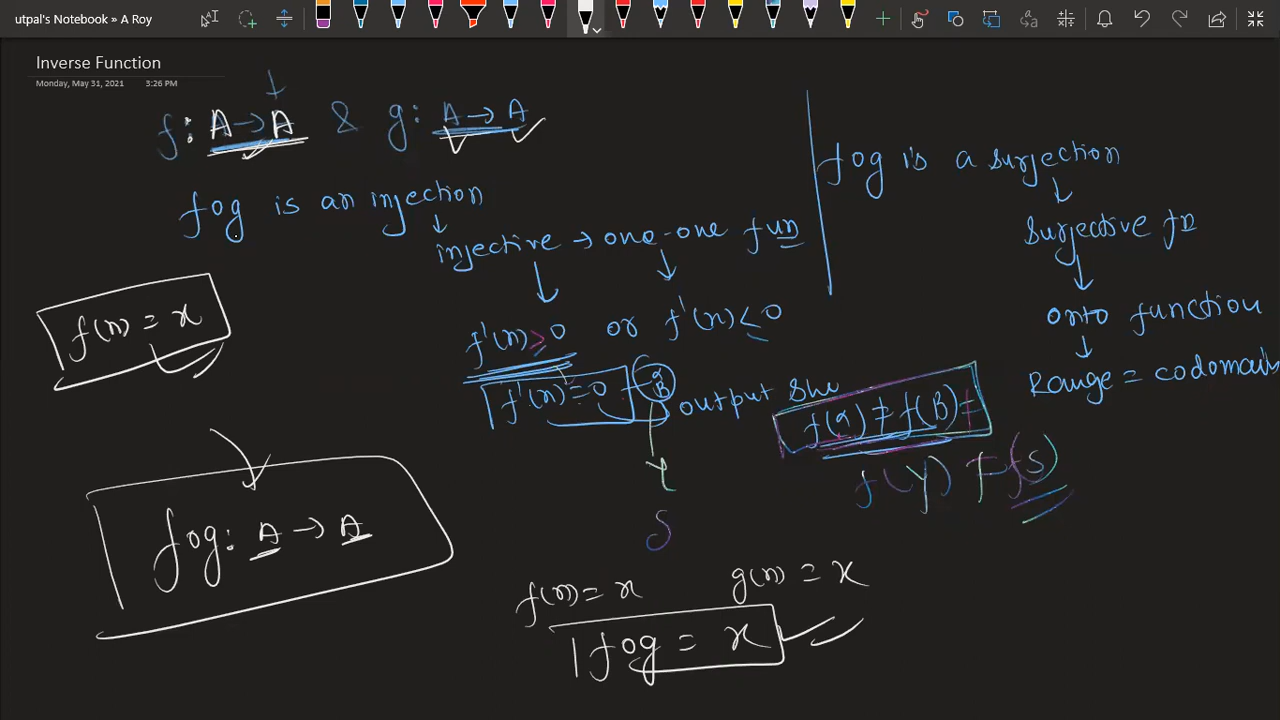 utpal's Notebook » A Roy
Inverse Function
Monday, May 31, 2021 3:26 PM
f: A → A & g: A → A
fog is an injection
injective → one-one fun
f'(n) > 0 or f'(n) < 0
f'(n) = 0
output sh
f(n) = x
fog: A → A
fog is a surjection
surjective fn
onto function
Range = codomain
f(α) ≠ f(β) ≠
f(γ) ≠ f(S)
α
β
γ
S
f(n) = x g(n) = x
fog = x